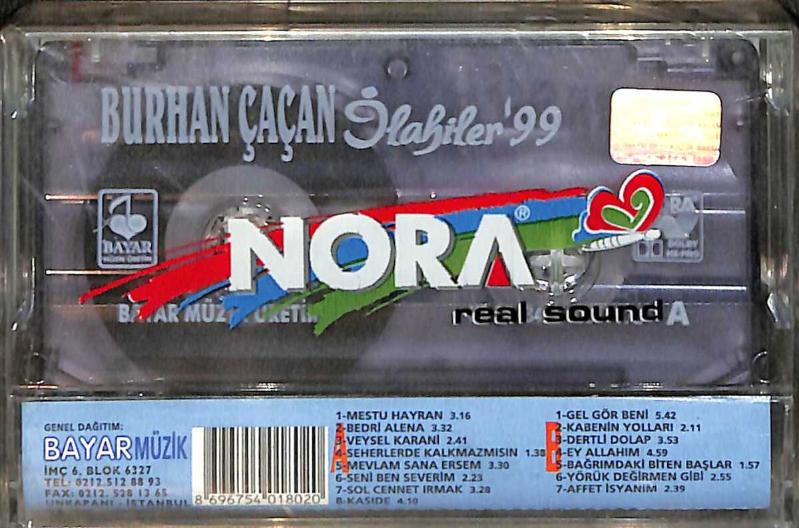 BURHAN ÇAÇAN İlahiler'99
BAYAR
MÜZİK ÜRETİM
NORA®
DOLBY
HX-PRO
BAYAR MÜZİK ÜRETİM
real sound
A
GENEL DAĞITIM:
BAYAR MÜZİK
İMÇ 6. BLOK 6327
TEL: 0212.512 88 93
FAX: 0212. 528 13 65
UNKAPANI - İSTANBUL
8 696754 018020
A
1-MESTU HAYRAN 3.16
2-BEDRİ ALENA 3.32
3-VEYSEL KARANİ 2.41
4-SEHERLERDE KALKMAZMISIN 1.38
5-MEVLAM SANA ERSEM 3.30
6-SENİ BEN SEVERİM 2.23
7-SOL CENNET IRMAK 3.28
8-KASİDE 4.10
B
1-GEL GÖR BENİ 5.42
2-KABENİN YOLLARI 2.11
3-DERTLİ DOLAP 3.53
4-EY ALLAHIM 4.59
5-BAĞRIMDAKİ BİTEN BAŞLAR 1.57
6-YÖRÜK DEĞİRMEN GİBİ 2.55
7-AFFET İSYANIM 2.39